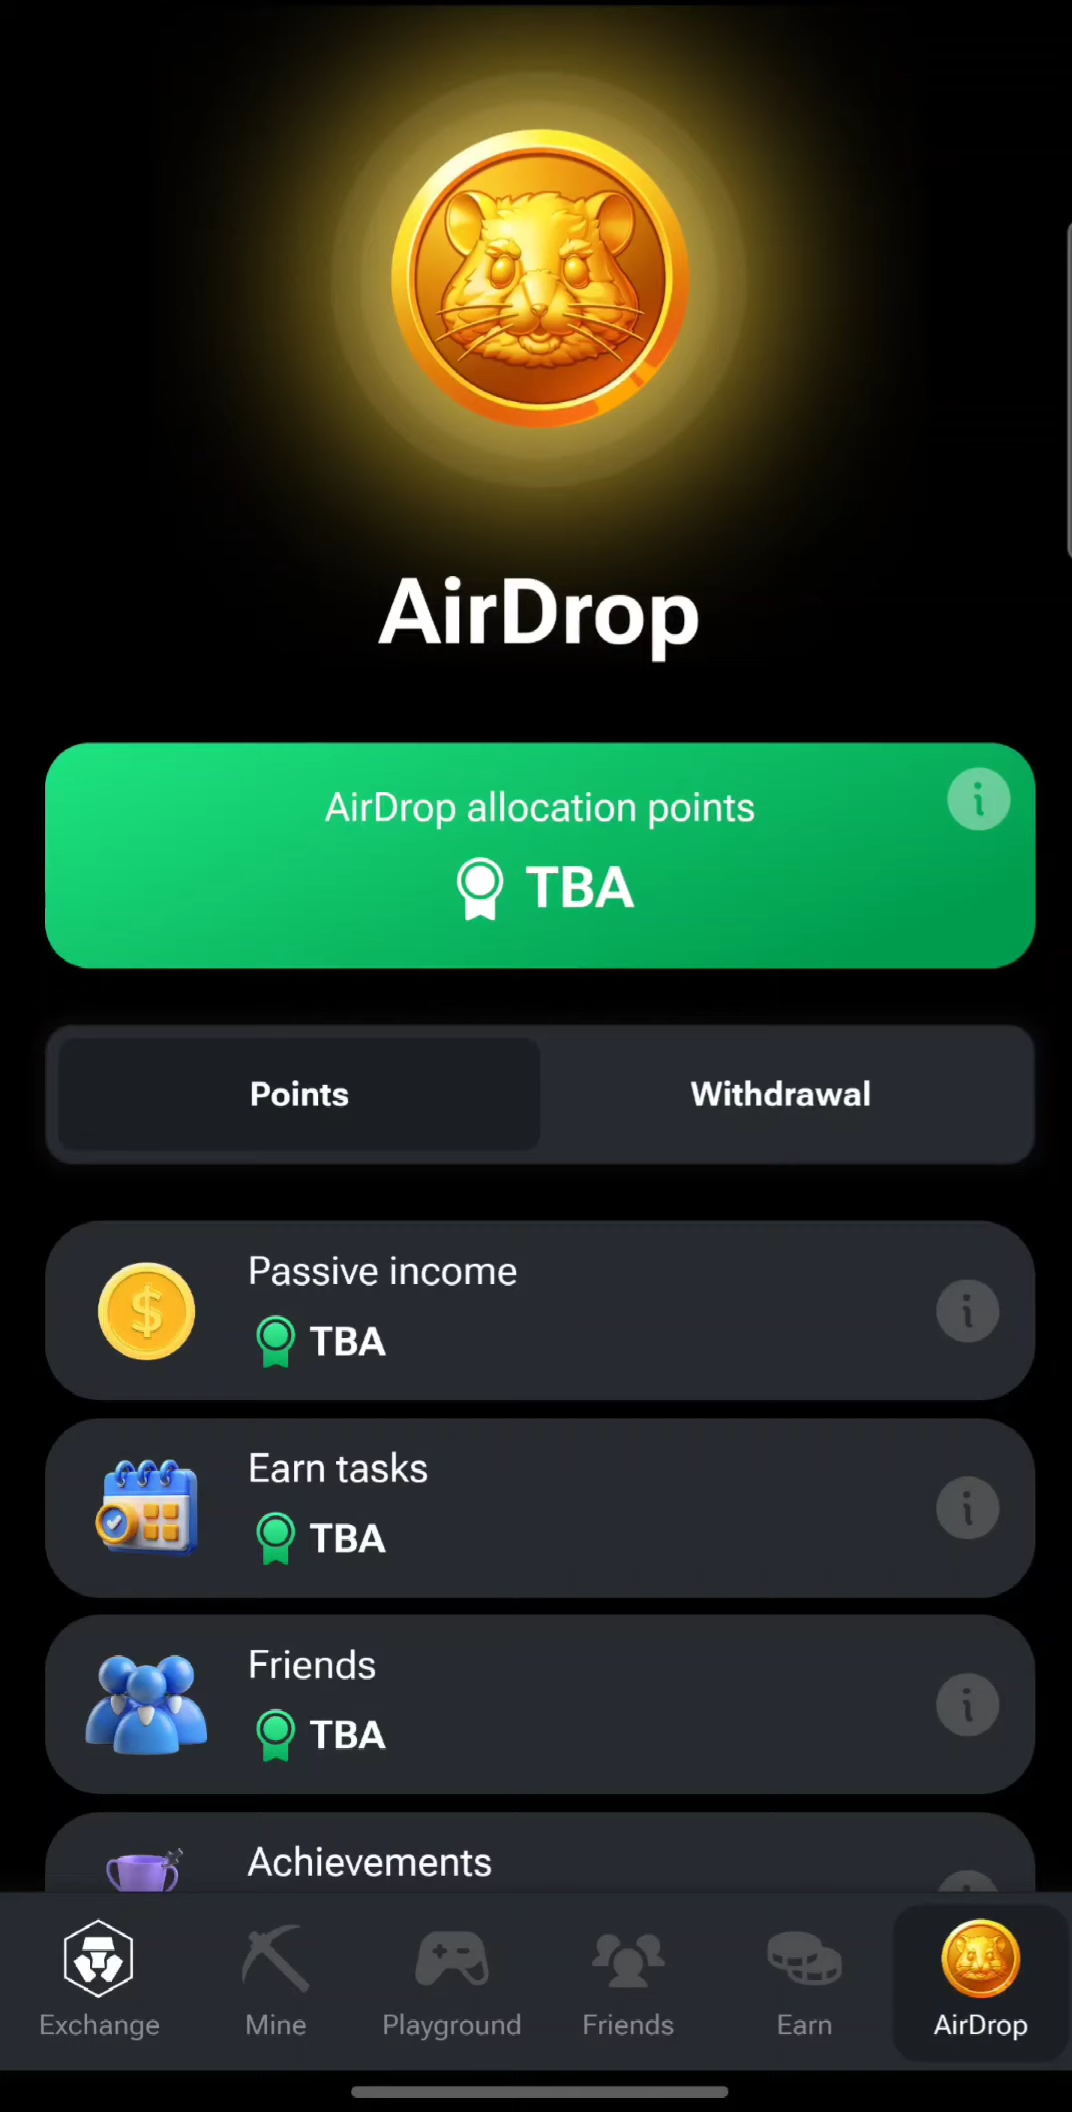 AirDrop
AirDrop allocation points
TBA
Points
Withdrawal
Passive income
TBA
Earn tasks
TBA
Friends
TBA
Achievements
Exchange
Mine
Playground
Friends
Earn
AirDrop